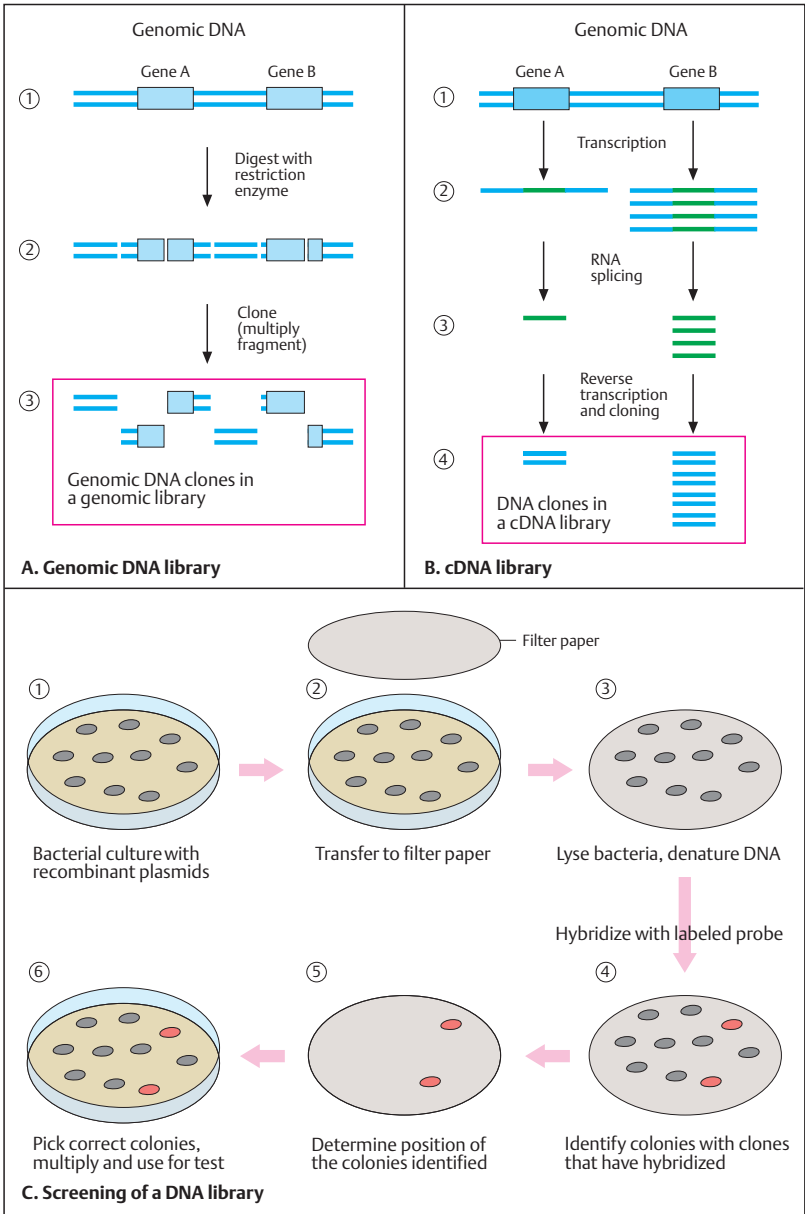 Genomic DNA
Gene A
Gene B
1
Digest with
restriction
enzyme
2
Clone
(multiply
fragment)
3
Genomic DNA clones in
a genomic library
A. Genomic DNA library
Genomic DNA
Gene A
Gene B
1
Transcription
2
RNA
splicing
3
Reverse
transcription
and cloning
4
DNA clones in
a cDNA library
B. cDNA library
Filter paper
1
Bacterial culture with
recombinant plasmids
2
Transfer to filter paper
3
Lyse bacteria, denature DNA
Hybridize with labeled probe
4
Identify colonies with clones
that have hybridized
5
Determine position of
the colonies identified
6
Pick correct colonies,
multiply and use for test
C. Screening of a DNA library